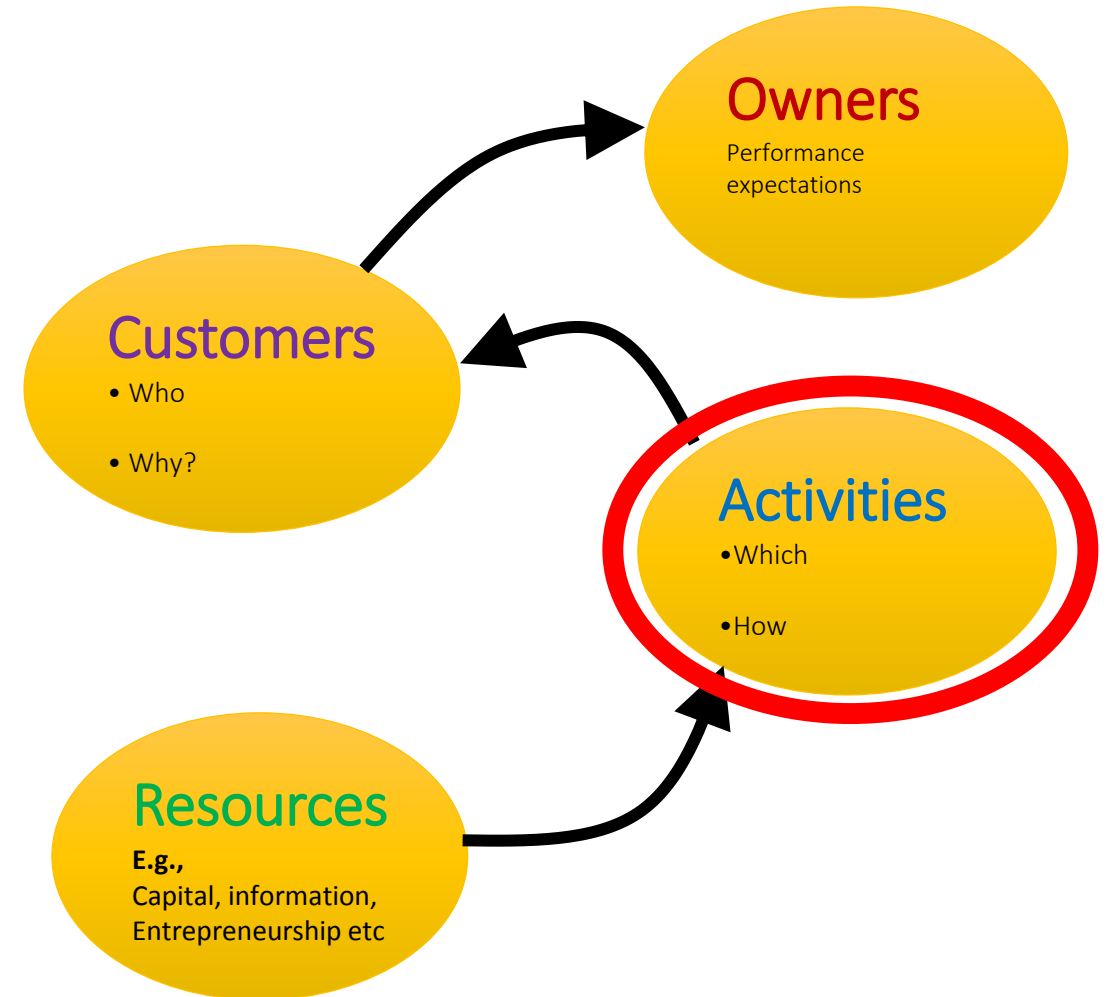 Owners
Performance
expectations
Customers
• Who
• Why?
Activities
•Which
•How
Resources
E.g.,
Capital, information,
Entrepreneurship etc